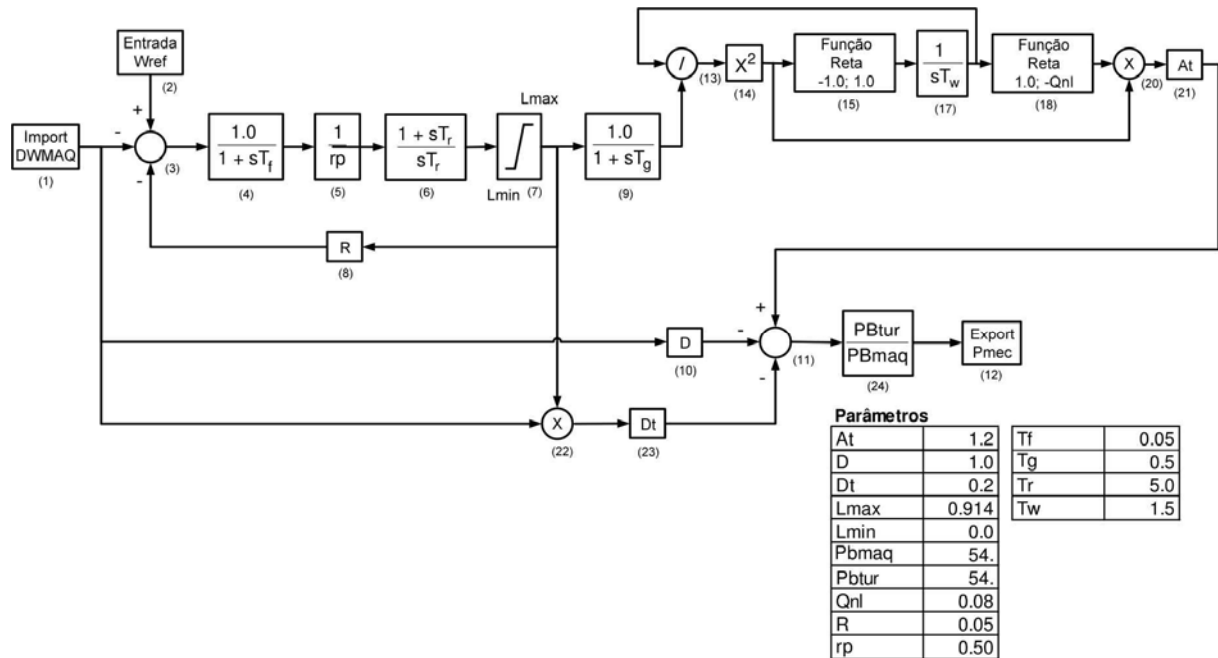 Entrada
Wref
(2)
+
Import
DWMAQ
(1)
-
-
(3)
1.0
1 + sTf
(4)
1
rp
(5)
1 + sTr
sTr
(6)
Lmax
Lmin
(7)
1.0
1 + sTg
(9)
R
(8)
/
(13)
X²
(14)
Função
Reta
-1.0; 1.0
(15)
1
sTw
(17)
Função
Reta
1.0; -Qnl
(18)
X
(20)
At
(21)
D
(10)
+
-
-
(11)
PBtur
PBmaq
(24)
Export
Pmec
(12)
X
(22)
Dt
(23)
Parâmetros
At 1.2
D 1.0
Dt 0.2
Lmax 0.914
Lmin 0.0
Pbmaq 54.
Pbtur 54.
Qnl 0.08
R 0.05
rp 0.50
Tf 0.05
Tg 0.5
Tr 5.0
Tw 1.5